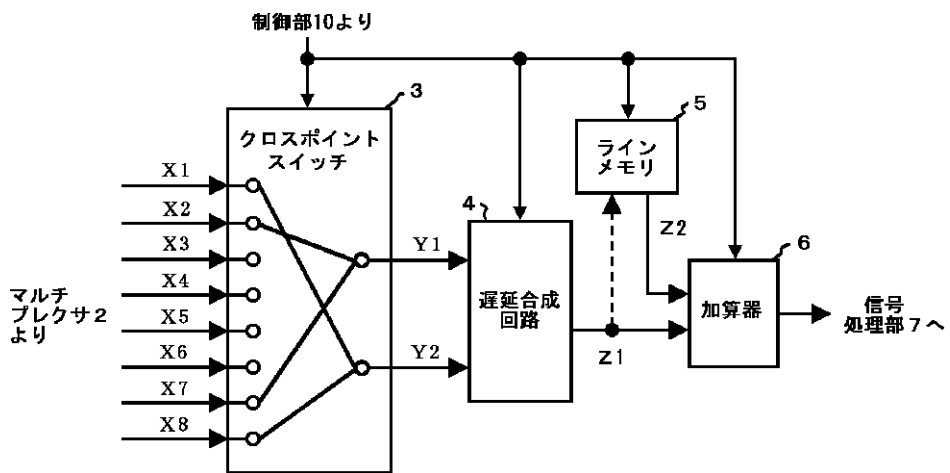 制御部10より
3
クロスポイント
スイッチ
5
ライン
メモリ
X1
X2
X3
X4
X5
X6
X7
X8
マルチ
プレクサ2
より
Y1
Y2
4
遅延合成
回路
Z2
Z1
6
加算器
信号
処理部7へ